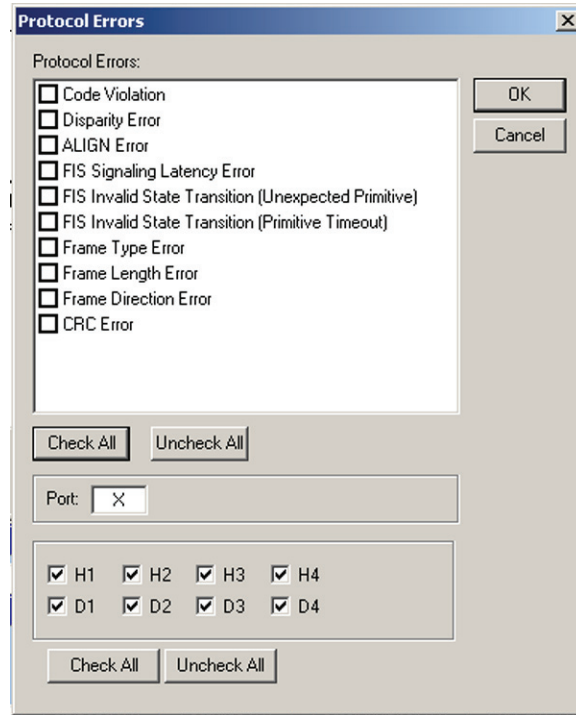 Protocol Errors
Protocol Errors:
Code Violation
Disparity Error
ALIGN Error
FIS Signaling Latency Error
FIS Invalid State Transition (Unexpected Primitive)
FIS Invalid State Transition (Primitive Timeout)
Frame Type Error
Frame Length Error
Frame Direction Error
CRC Error
OK
Cancel
Check All Uncheck All
Port: X
H1 H2 H3 H4
D1 D2 D3 D4
Check All Uncheck All